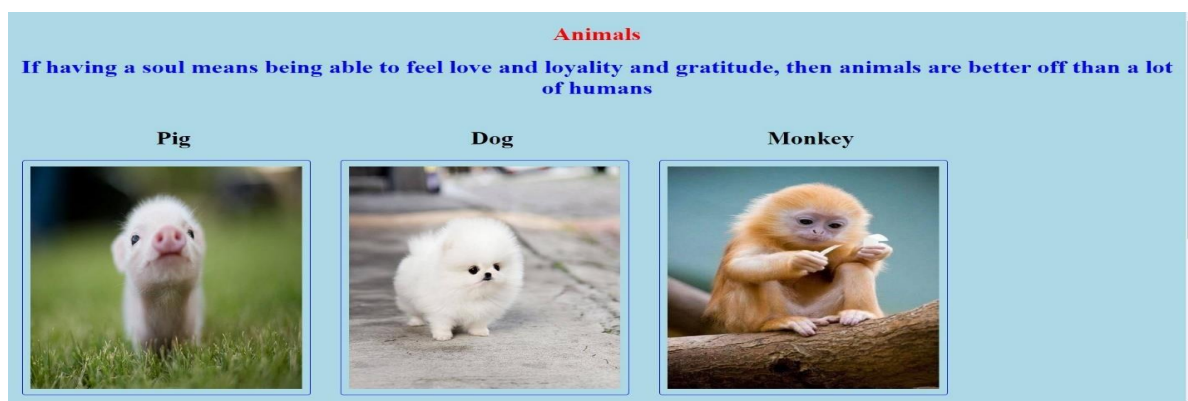 Animals
If having a soul means being able to feel love and loyality and gratitude, then animals are better off than a lot
of humans
Pig Dog Monkey